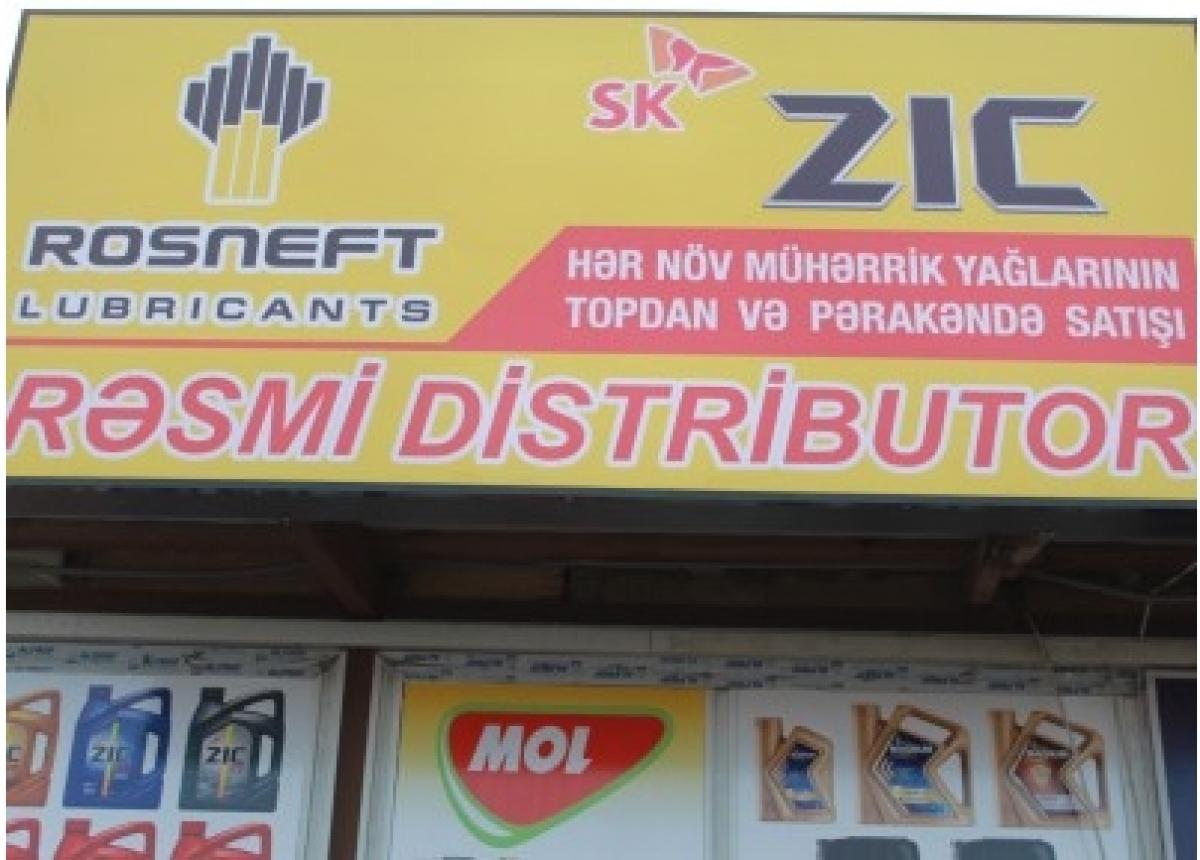 ROSNEFT
LUBRICANTS
SK
ZIC
HƏR NÖV MÜHƏRRİK YAĞLARININ
TOPDAN VƏ PƏRAKƏNDƏ SATIŞI
RƏSMİ DİSTRİBUTOR
ZIC
ZIC
MOL